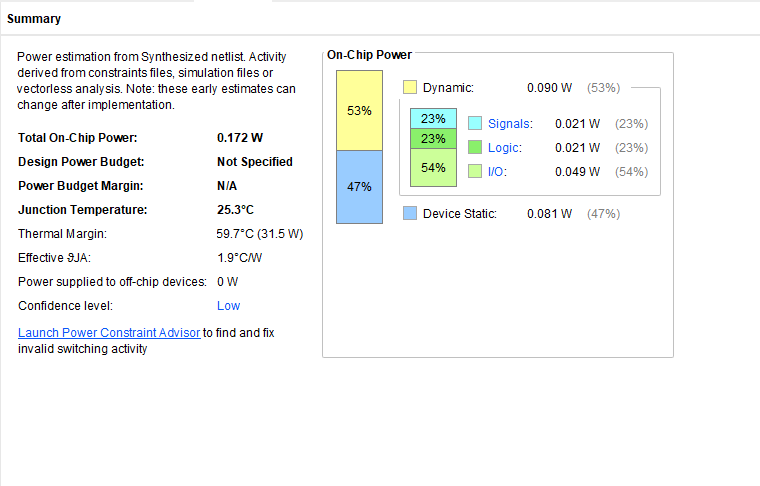 Summary
Power estimation from Synthesized netlist. Activity
derived from constraints files, simulation files or
vectorless analysis. Note: these early estimates can
change after implementation.
Total On-Chip Power: 0.172 W
Design Power Budget: Not Specified
Power Budget Margin: N/A
Junction Temperature: 25.3°C
Thermal Margin: 59.7°C (31.5 W)
Effective ϑJA: 1.9°C/W
Power supplied to off-chip devices: 0 W
Confidence level: Low
Launch Power Constraint Advisor to find and fix
invalid switching activity
On-Chip Power
53%
47%
Dynamic: 0.090 W (53%)
23%
23%
54%
Signals: 0.021 W (23%)
Logic: 0.021 W (23%)
I/O: 0.049 W (54%)
Device Static: 0.081 W (47%)